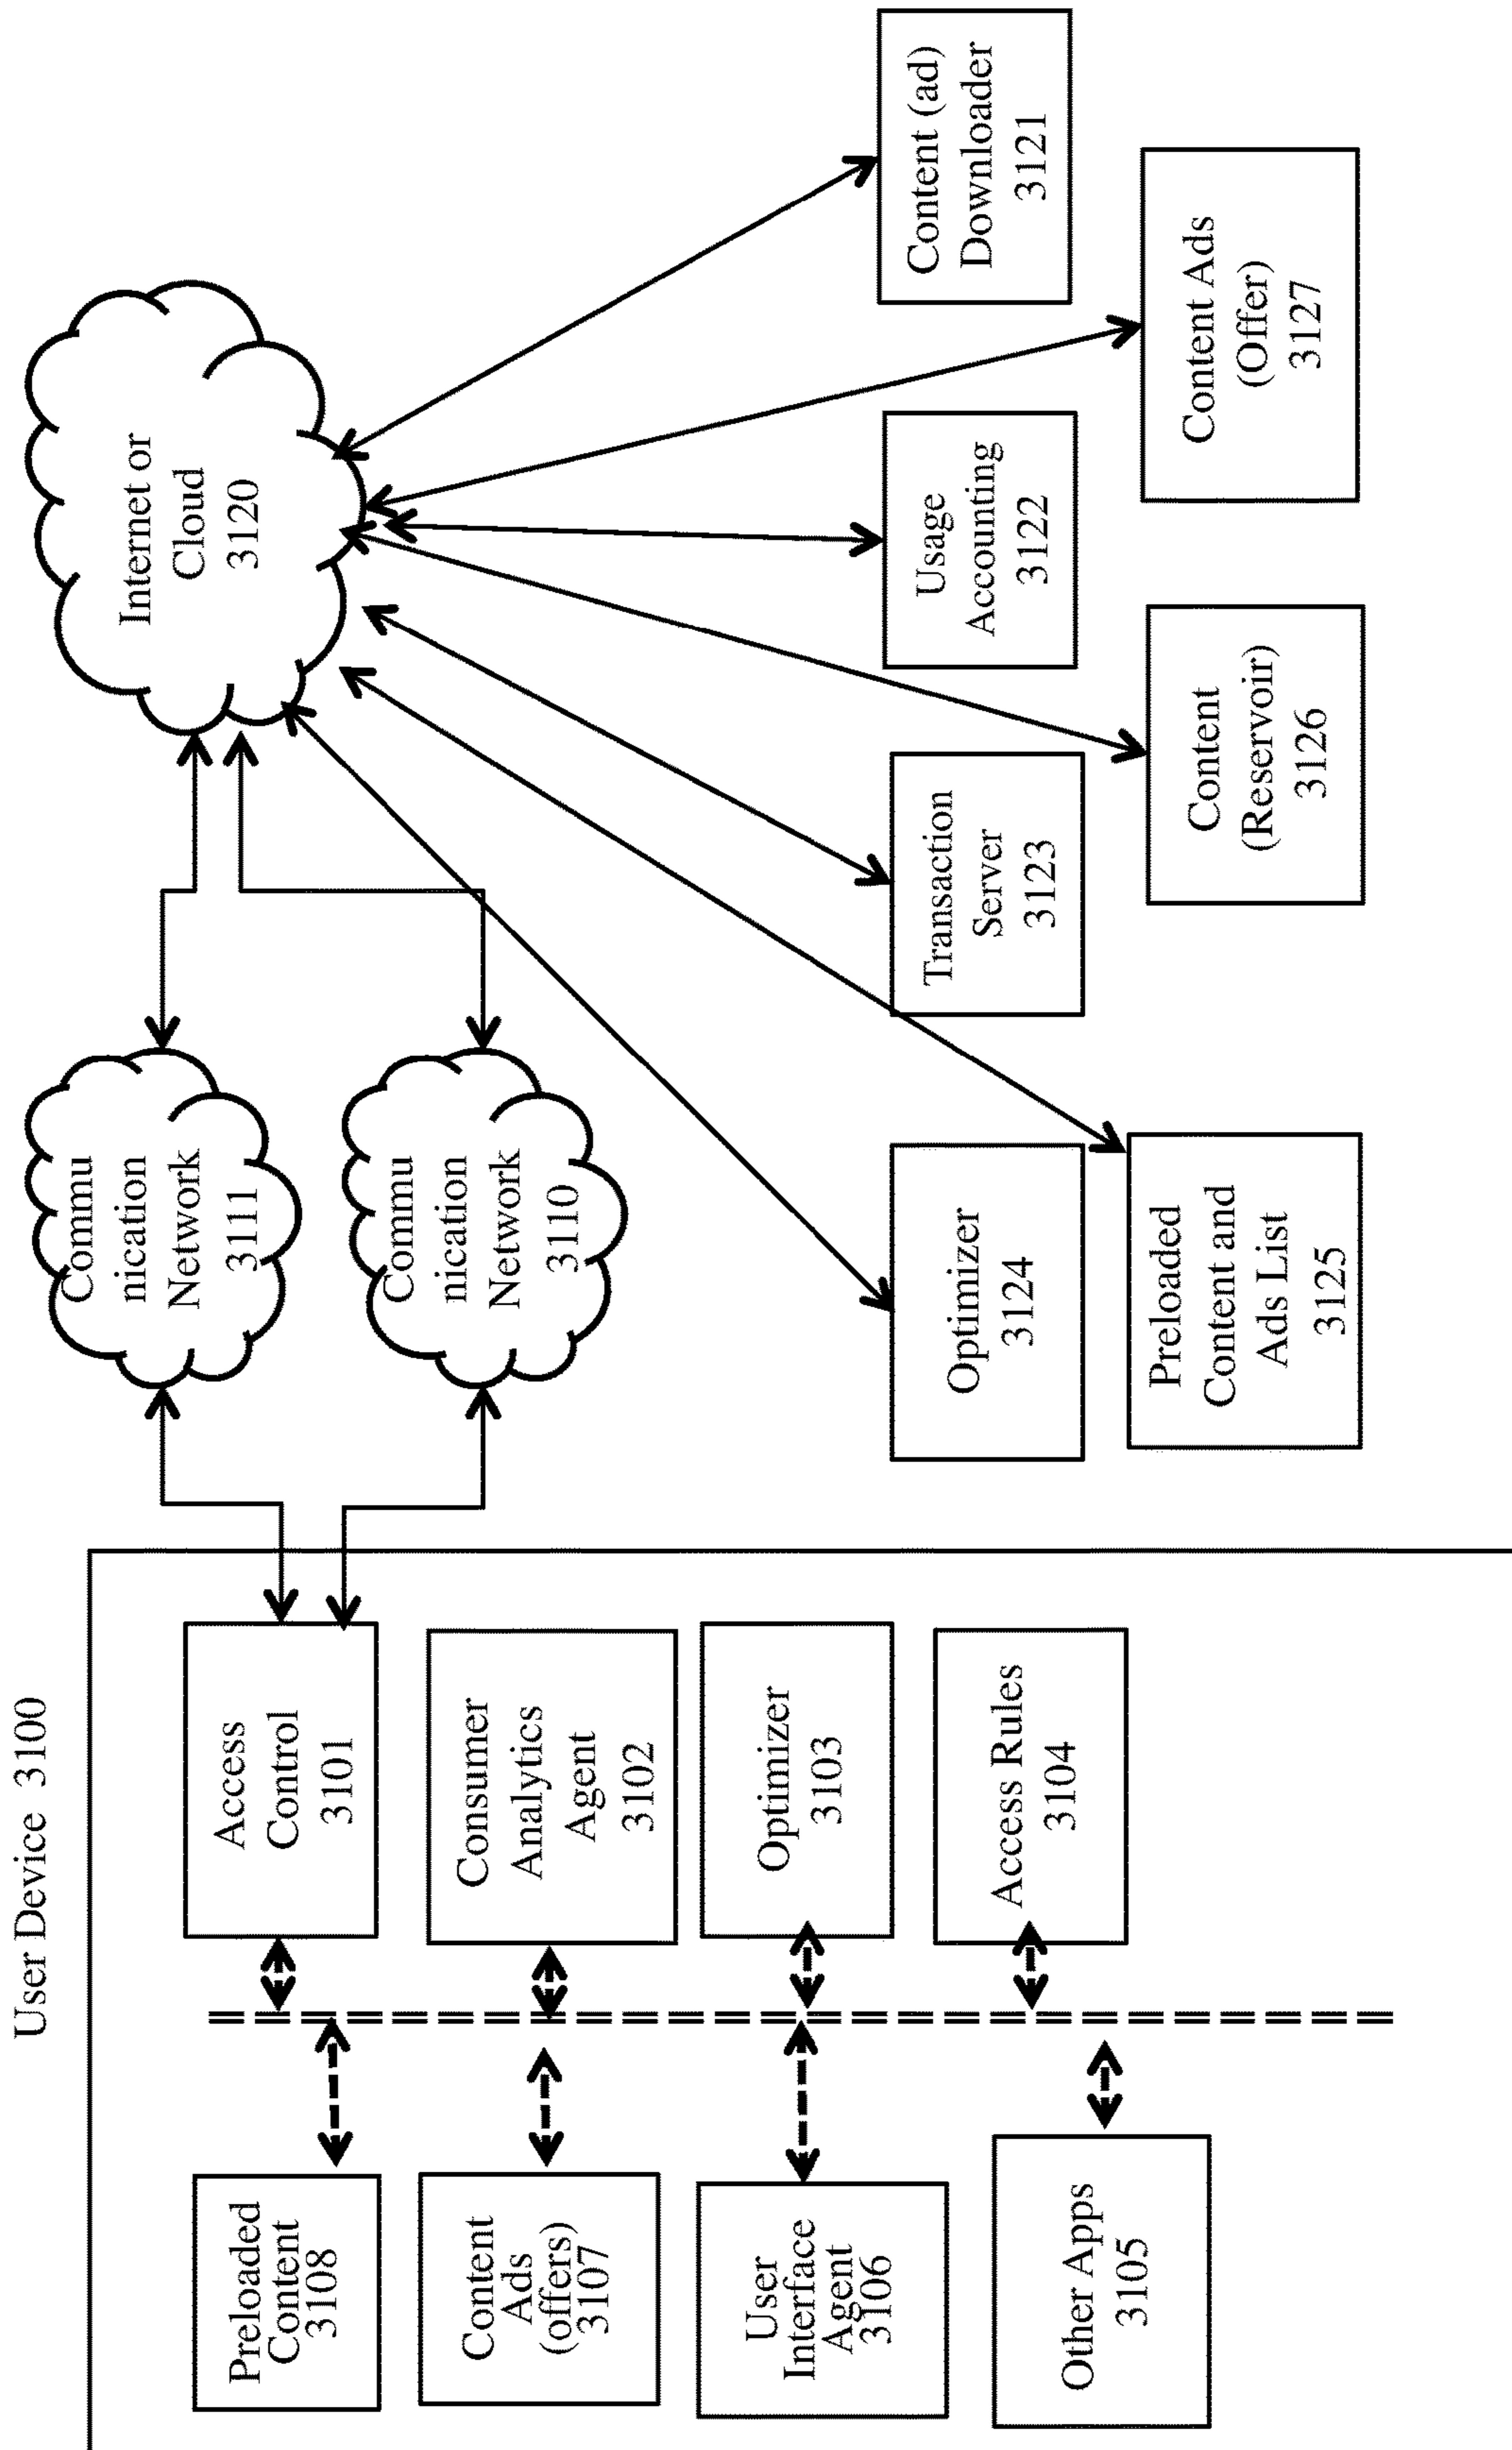 User Device 3100
Preloaded
Content
3108
Content
Ads
(offers)
3107
User
Interface
Agent
3106
Other Apps
3105
Access
Control
3101
Consumer
Analytics
Agent
3102
Optimizer
3103
Access Rules
3104
Commu
nication
Network
3111
Commu
nication
Network
3110
Internet or
Cloud
3120
Optimizer
3124
Preloaded
Content and
Ads List
3125
Transaction
Server
3123
Content
(Reservoir)
3126
Usage
Accounting
3122
Content Ads
(Offer)
3127
Content (ad)
Downloader
3121